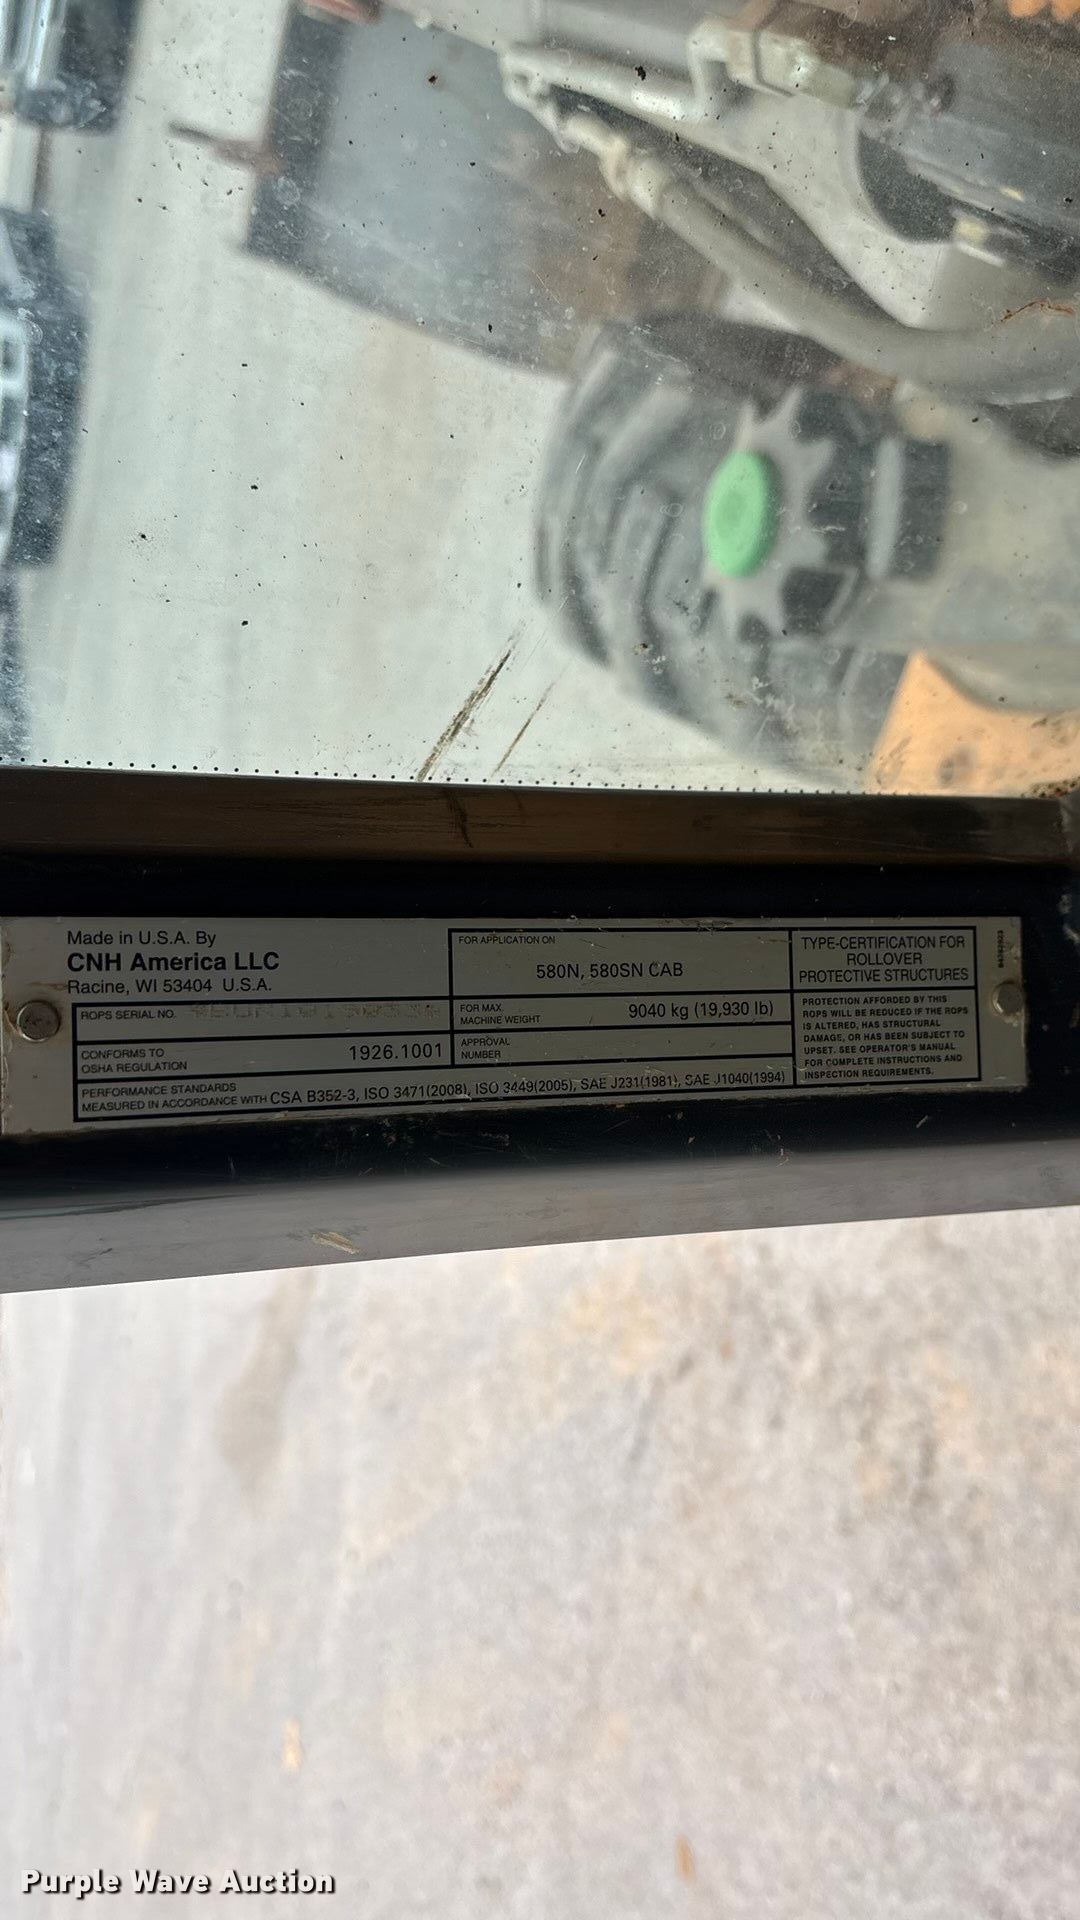 Made in U.S.A. By
CNH America LLC
Racine, WI 53404 U.S.A.
ROPS SERIAL NO.
CONFORMS TO
OSHA REGULATION
1926.1001
FOR APPLICATION ON
580N, 580SN CAB
FOR MAX
MACHINE WEIGHT
9040 kg (19,930 lb)
APPROVAL
NUMBER
PERFORMANCE STANDARDS
MEASURED IN ACCORDANCE WITH CSA B352-3, ISO 3471(2008), ISO 3449(2005), SAE J231(1981), SAE J1040(1994)
TYPE-CERTIFICATION FOR
ROLLOVER
PROTECTIVE STRUCTURES
PROTECTION AFFORDED BY THIS
ROPS WILL BE REDUCED IF THE ROPS
IS ALTERED, HAS STRUCTURAL
DAMAGE, OR HAS BEEN SUBJECT TO
UPSET. SEE OPERATOR'S MANUAL
FOR COMPLETE INSTRUCTIONS AND
INSPECTION REQUIREMENTS.
Purple Wave Auction